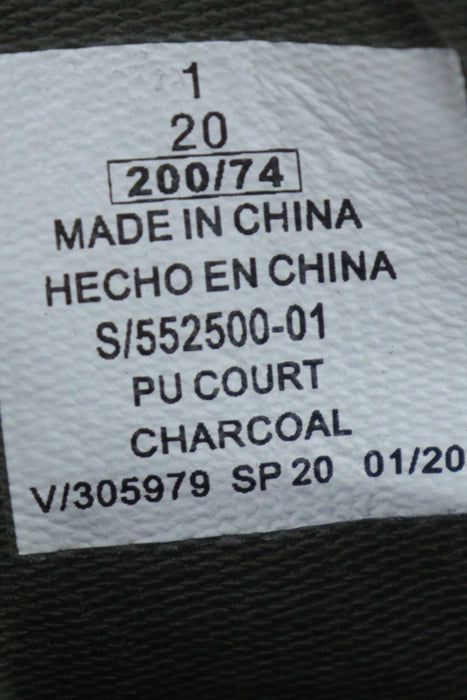 1
20
200/74
MADE IN CHINA
HECHO EN CHINA
S/552500-01
PU COURT
CHARCOAL
V/305979 SP 20 01/20